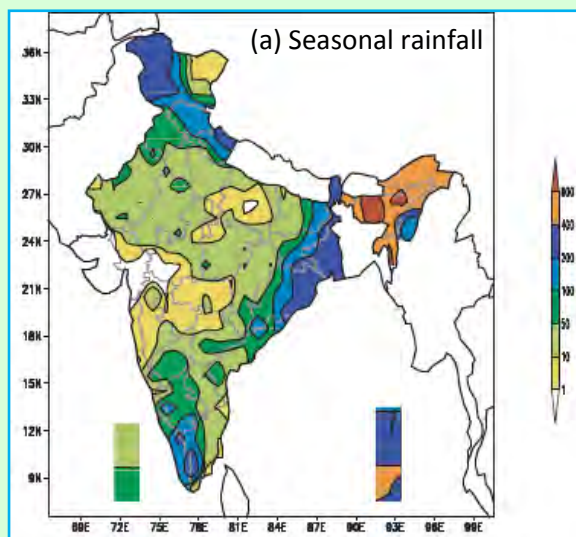 (a) Seasonal rainfall
36N
33N
30N
27N
24N
21N
18N
15N
12N
9N
69E 72E 75E 78E 81E 84E 87E 90E 93E 96E 99E
800
400
200
100
50
10
1